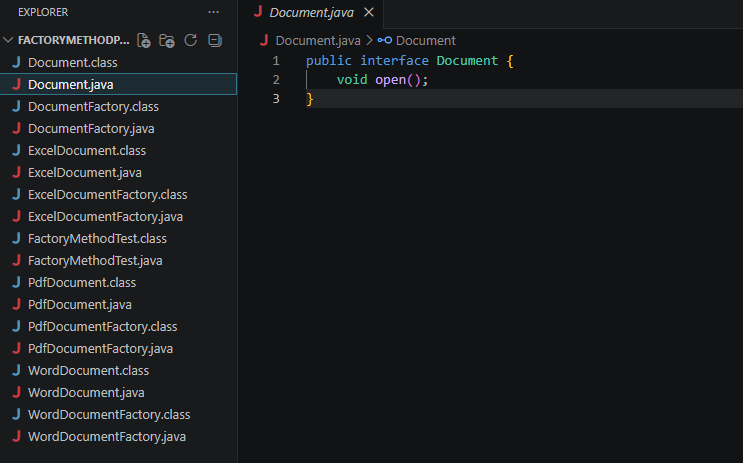 EXPLORER
FACTORYMETHODP...
Document.class
Document.java
DocumentFactory.class
DocumentFactory.java
ExcelDocument.class
ExcelDocument.java
ExcelDocumentFactory.class
ExcelDocumentFactory.java
FactoryMethodTest.class
FactoryMethodTest.java
PdfDocument.class
PdfDocument.java
PdfDocumentFactory.class
PdfDocumentFactory.java
WordDocument.class
WordDocument.java
WordDocumentFactory.class
WordDocumentFactory.java
Document.java
Document.java > Document
1 public interface Document {
2     void open();
3 }